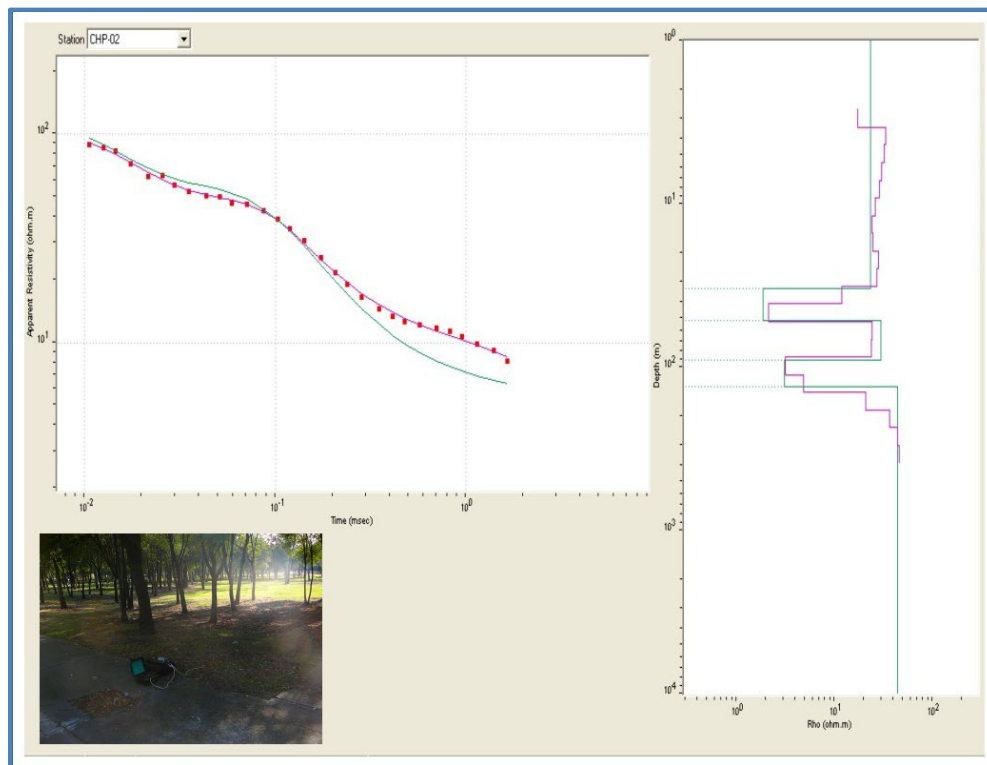 Station CHP-02
10²
10¹
Apparent Resistivity (ohm.m)
10⁻² 10⁻¹ 10⁰
Time (msec)
10⁰
10¹
10²
10³
10⁴
Depth (m)
10⁰ 10¹ 10²
Rho (ohm.m)